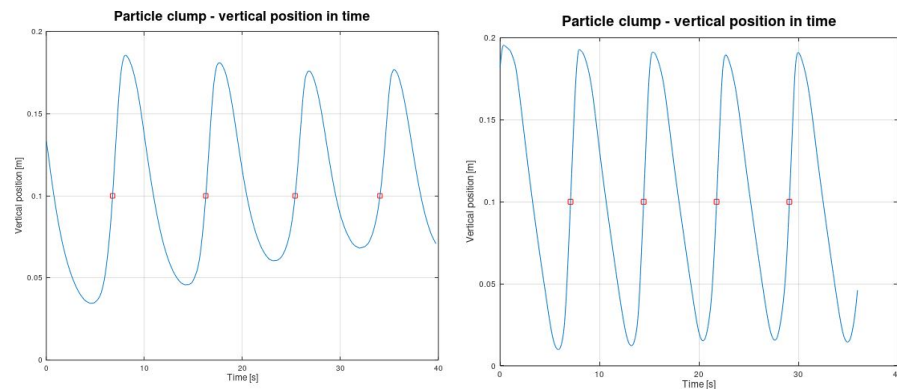 Particle clump - vertical position in time
0.2
0.15
0.1
0.05
0
Vertical position [m]
0 10 20 30 40
Time [s]
Particle clump - vertical position in time
0.2
0.15
0.1
0.05
0
Vertical position [m]
0 10 20 30 40
Time [s]